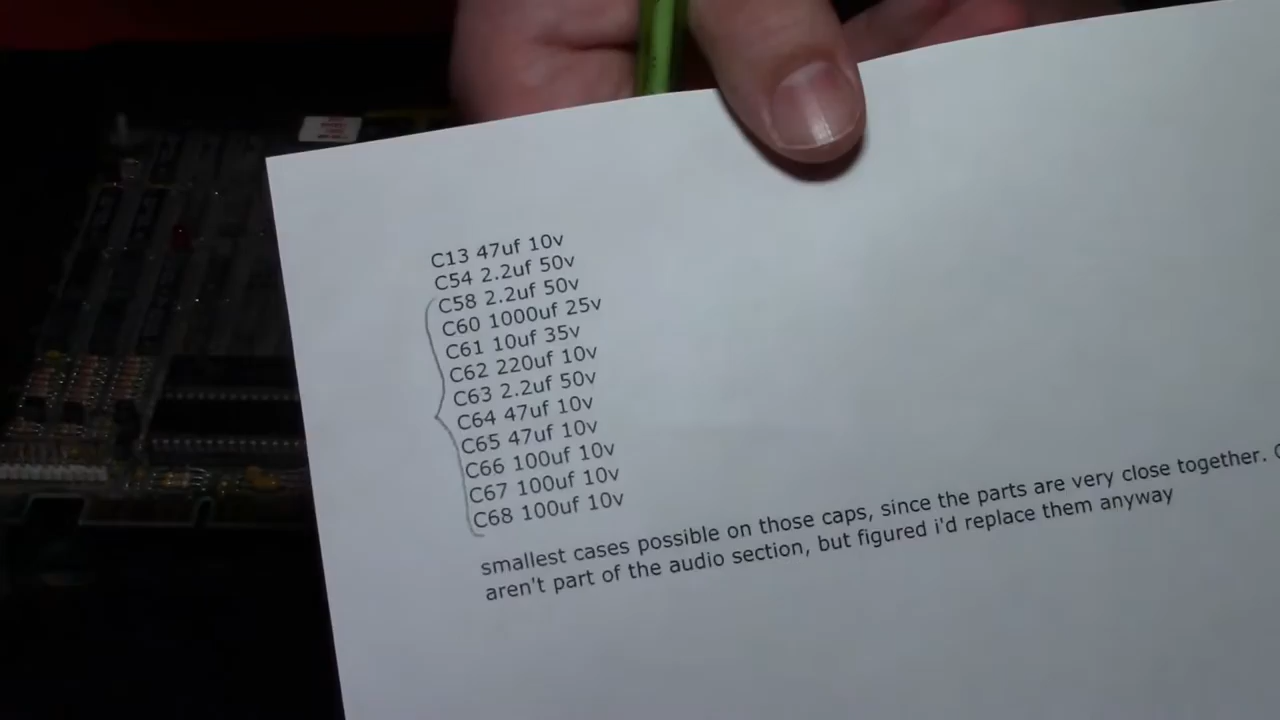 C13 47uf 10v
C54 2.2uf 50v
C58 2.2uf 50v
C60 1000uf 25v
C61 10uf 35v
C62 220uf 10v
C63 2.2uf 50v
C64 47uf 10v
C65 47uf 10v
C66 100uf 10v
C67 100uf 10v
C68 100uf 10v
smallest cases possible on those caps, since the parts are very close together.
aren't part of the audio section, but figured i'd replace them anyway